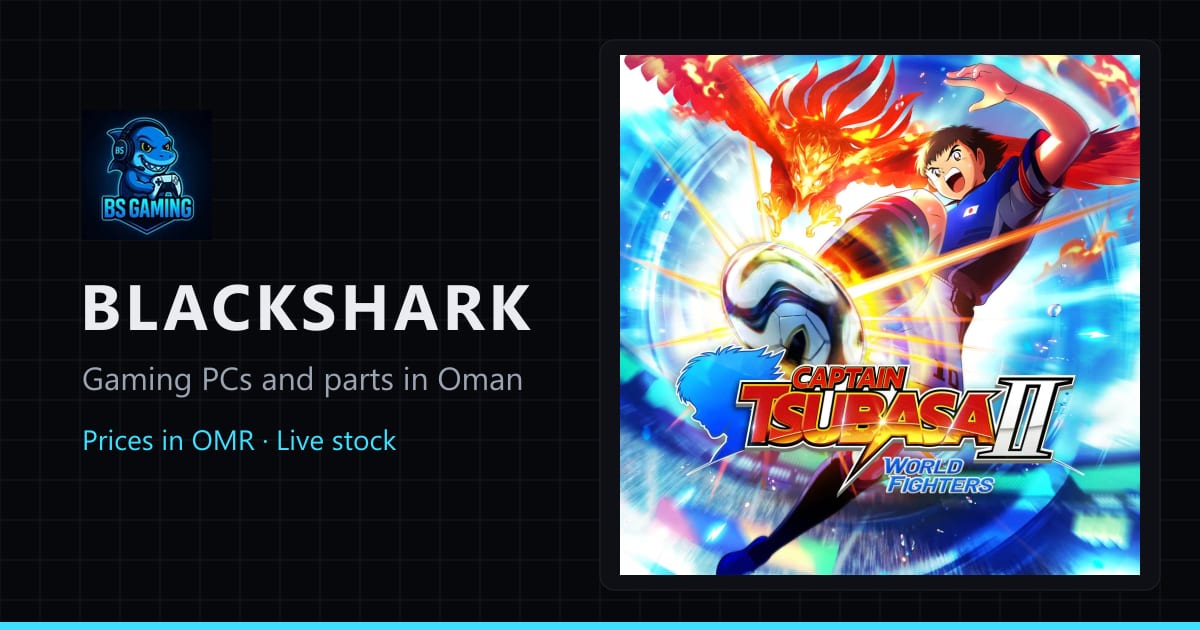 BS
BS GAMING
BLACKSHARK
Gaming PCs and parts in Oman
Prices in OMR · Live stock
CAPTAIN
TSUBASA II
WORLD
FIGHTERS
10